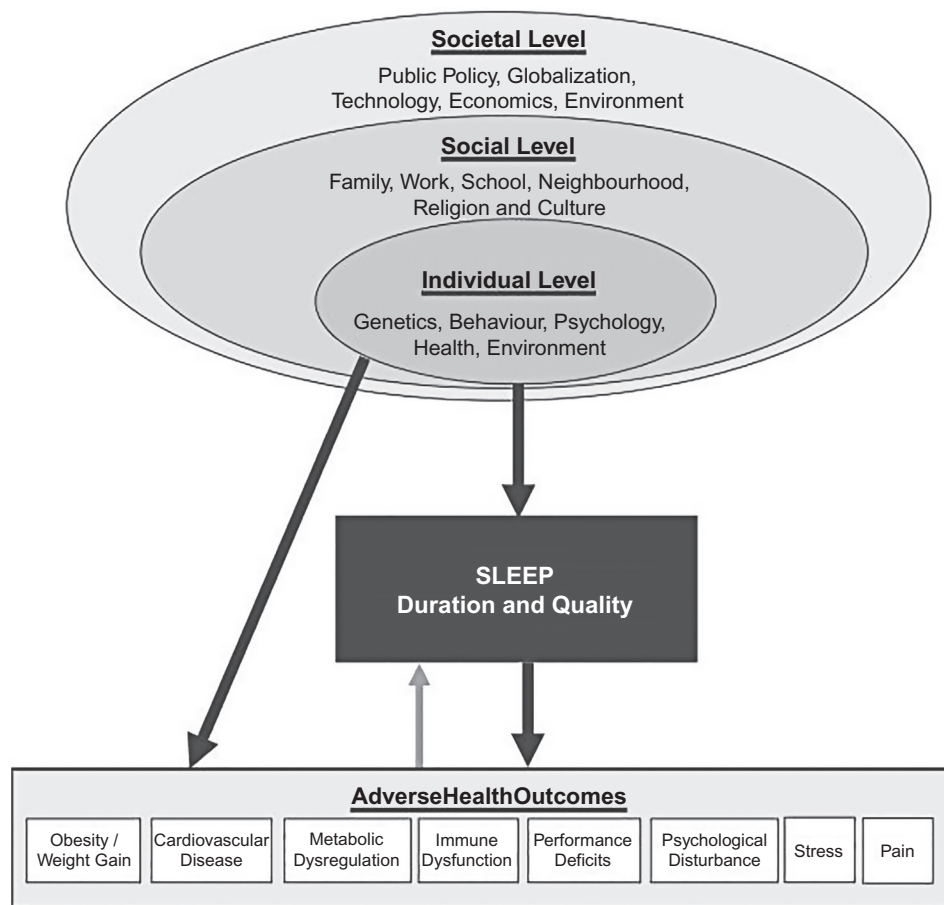 Societal Level
Public Policy, Globalization,
Technology, Economics, Environment
Social Level
Family, Work, School, Neighbourhood,
Religion and Culture
Individual Level
Genetics, Behaviour, Psychology,
Health, Environment
SLEEP
Duration and Quality
AdverseHealthOutcomes
Obesity /
Weight Gain
Cardiovascular
Disease
Metabolic
Dysregulation
Immune
Dysfunction
Performance
Deficits
Psychological
Disturbance
Stress
Pain